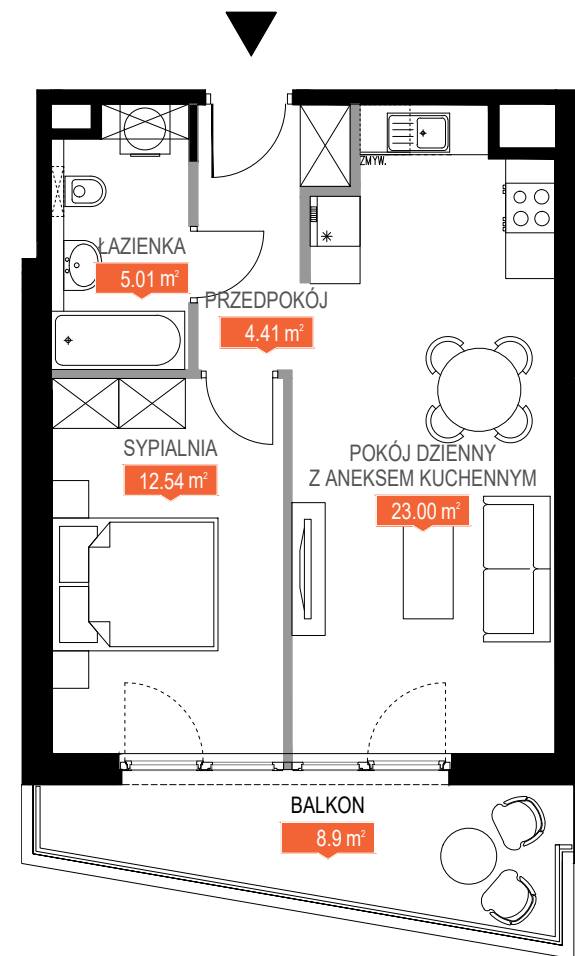 ZMYW.
ŁAZIENKA
5.01 m²
PRZEDPOKÓJ
4.41 m²
SYPIALNIA
12.54 m²
POKÓJ DZIENNY
Z ANEKSEM KUCHENNYM
23.00 m²
BALKON
8.9 m²